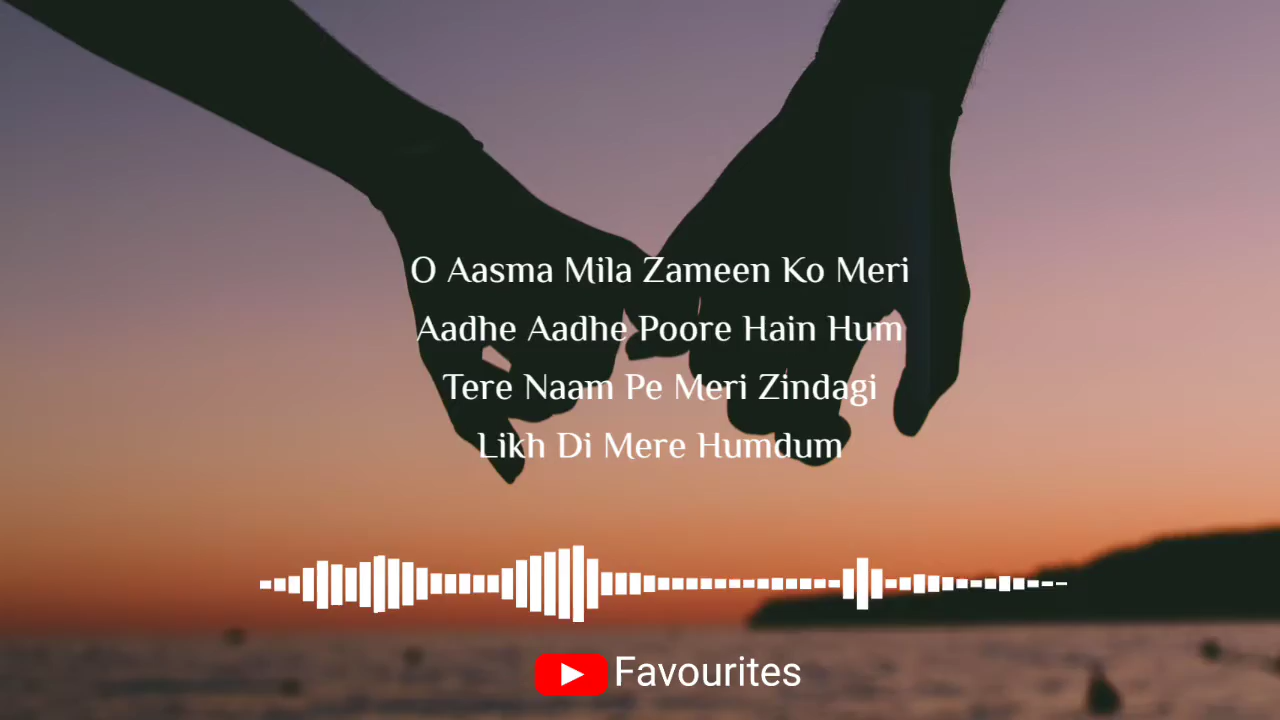 O Aasma Mila Zameen Ko Meri
Aadhe Aadhe Poore Hain Hum
Tere Naam Pe Meri Zindagi
Likh Di Mere Humdum
Favourites